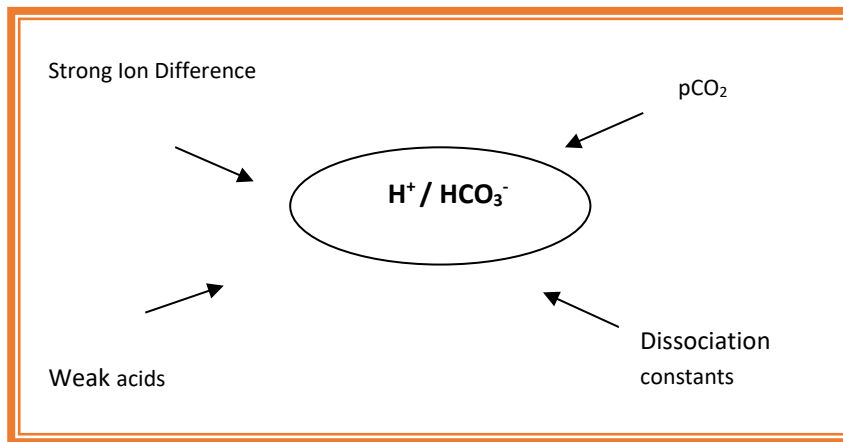 Strong Ion Difference
pCO₂
H⁺ / HCO₃⁻
Weak acids
Dissociation
constants